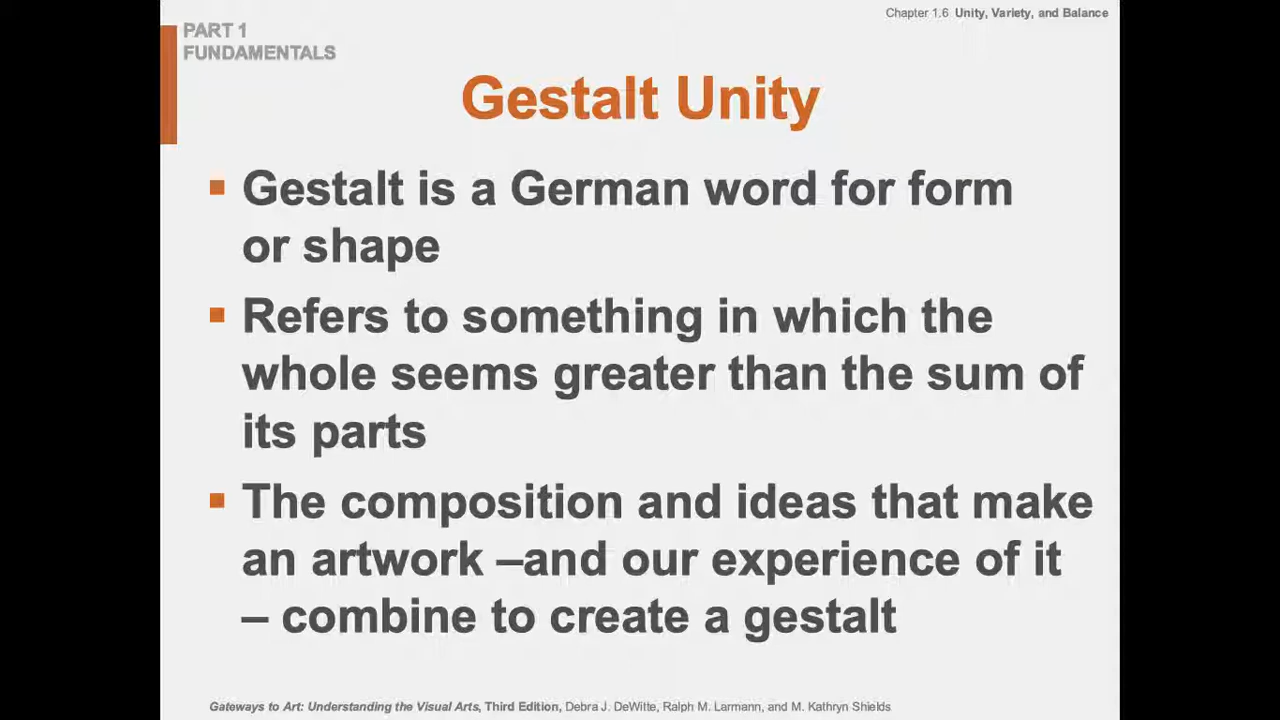 Chapter 1.6 Unity, Variety, and Balance
PART 1
FUNDAMENTALS
Gestalt Unity
▪ Gestalt is a German word for form
or shape
▪ Refers to something in which the
whole seems greater than the sum of
its parts
▪ The composition and ideas that make
an artwork –and our experience of it
– combine to create a gestalt
Gateways to Art: Understanding the Visual Arts, Third Edition, Debra J. DeWitte, Ralph M. Larmann, and M. Kathryn Shields